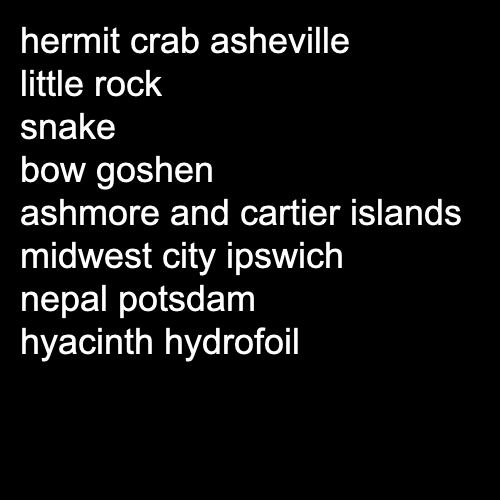 hermit crab asheville
little rock
snake
bow goshen
ashmore and cartier islands
midwest city ipswich
nepal potsdam
hyacinth hydrofoil